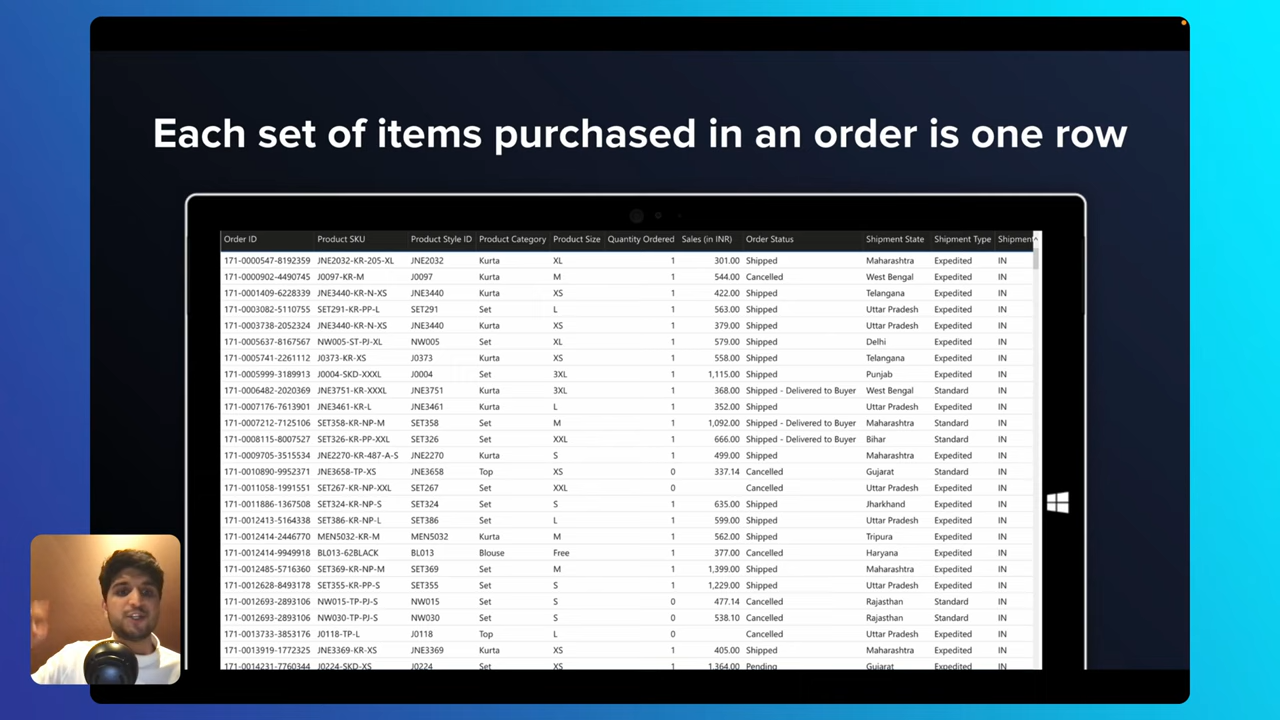 Each set of items purchased in an order is one row
Order ID Product SKU Product Style ID Product Category Product Size Quantity Ordered Sales (in INR) Order Status Shipment State Shipment Type Shipment
171-0000547-8192359 JNE2032-KR-205-XL JNE2032 Kurta XL 1 301.00 Shipped Maharashtra Expedited IN
171-0000902-4490745 J0097-KR-M J0097 Kurta M 1 544.00 Cancelled West Bengal Expedited IN
171-0001409-6228339 JNE3440-KR-N-XS JNE3440 Kurta XS 1 422.00 Shipped Telangana Expedited IN
171-0003082-5110755 SET291-KR-PP-L SET291 Set L 1 563.00 Shipped Uttar Pradesh Expedited IN
171-0003738-2052324 JNE3440-KR-N-XS JNE3440 Kurta XS 1 379.00 Shipped Uttar Pradesh Expedited IN
171-0005637-8167567 NW005-ST-PJ-XL NW005 Set XL 1 579.00 Shipped Delhi Expedited IN
171-0005741-2261112 J0373-KR-XS J0373 Kurta XS 1 558.00 Shipped Telangana Expedited IN
171-0005999-3189913 J0004-SKD-XXXL J0004 Set 3XL 1 1,115.00 Shipped Punjab Expedited IN
171-0006482-2020369 JNE3751-KR-XXXL JNE3751 Kurta 3XL 1 368.00 Shipped - Delivered to Buyer West Bengal Standard IN
171-0007176-7613901 JNE3461-KR-L JNE3461 Kurta L 1 352.00 Shipped Uttar Pradesh Expedited IN
171-0007212-7125106 SET358-KR-NP-M SET358 Set M 1 1,092.00 Shipped - Delivered to Buyer Maharashtra Standard IN
171-0008115-8007527 SET326-KR-PP-XXL SET326 Set XXL 1 666.00 Shipped - Delivered to Buyer Bihar Standard IN
171-0009705-3515534 JNE2270-KR-487-A-S JNE2270 Kurta S 1 499.00 Shipped Maharashtra Expedited IN
171-0010890-9952371 JNE3658-TP-XS JNE3658 Top XS 0 337.14 Cancelled Gujarat Standard IN
171-0011058-1991551 SET267-KR-NP-XXL SET267 Set XXL 0 Cancelled Uttar Pradesh Expedited IN
171-0011886-1367508 SET324-KR-NP-S SET324 Set S 1 635.00 Shipped Jharkhand Expedited IN
171-0012413-5164338 SET386-KR-NP-L SET386 Set L 1 599.00 Shipped Uttar Pradesh Expedited IN
171-0012414-2446770 MEN5032-KR-M MEN5032 Kurta M 1 562.00 Shipped Tripura Expedited IN
171-0012414-9949918 BL013-62BLACK BL013 Blouse Free 1 377.00 Cancelled Haryana Expedited IN
171-0012485-5716360 SET369-KR-NP-M SET369 Set M 1 1,399.00 Shipped Maharashtra Expedited IN
171-0012628-8493178 SET355-KR-PP-S SET355 Set S 1 1,229.00 Shipped Uttar Pradesh Expedited IN
171-0012693-2893106 NW015-TP-PJ-S NW015 Set S 0 477.14 Cancelled Rajasthan Standard IN
171-0012693-2893106 NW030-TP-PJ-S NW030 Set S 0 538.10 Cancelled Rajasthan Standard IN
171-0013733-3853176 J0118-TP-L J0118 Top L 0 Cancelled Uttar Pradesh Expedited IN
171-0013919-1772325 JNE3369-KR-XS JNE3369 Kurta XS 1 405.00 Shipped Maharashtra Expedited IN
171-0014231-7760344 J0224-SKD-XS J0224 Set XS 1 1,364.00 Pending Gujarat Expedited IN